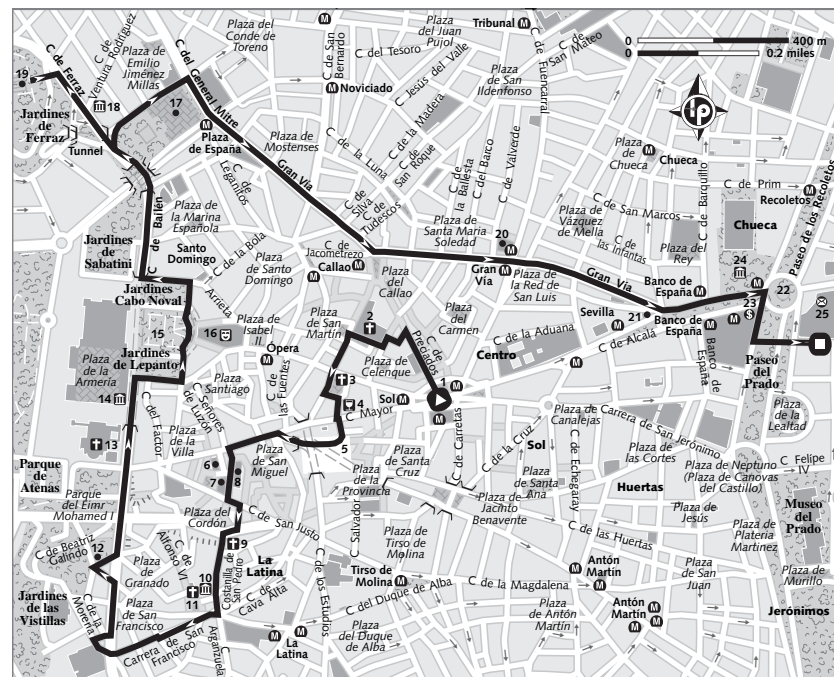 Plaza del
Conde de
Toreno
C de Ferraz
C de
Ventura Rodríguez
Plaza de
Emilio
Jiménez
Millas
C del General Mitre
C de San
Bernardo
C del Tesoro
Plaza
del Juan
Pujol
Tribunal
C de
San Mateo
C de
Fuencarral
0 400 m
0 0.2 miles
lp
19
18
17
Jardines
de
Ferraz
Tunnel
Plaza
de España
Noviciado
C Jesús del Valle
C de la Madera
Plaza
de San
Ildenfonso
Plaza de
Mostenses
C de la Luna
C de
San Roque
C de
Leganitos
Gran Vía
C de
Silva
C de
Tudescos
C de
la Ballesta
C del Barco
C de Valverde
Plaza
de
Chueca
Chueca
C de Barquillo
C de Prim
Recoletos
Paseo de los Recoletos
C de San Marcos
Chueca
Plaza de
la Marina
Española
C de Bailén
Jardines
de
Sabatini
Santo
Domingo
C de la Bola
Plaza
de Santo
Domingo
C de
Jacometrezo
Callao
Plaza de
Santa Maria
Soledad
20
Plaza de
Vázquez
de Mella
C de
las Infantas
Plaza del
Rey
24
Gran
Vía
Plaza de
la Red de
San Luis
Gran Vía
Banco de
España
Jardines
Cabo Noval
Arrieta
Plaza
del
Callao
22
23
25
$
15
16
Plaza de
Isabel
II
Plaza
de San
Martín
2
Plaza
del
Carmen
Sevilla
21
Banco de
España
C de la Aduana
C de Alcalá
C de
Preciados
Centro
Jardines
de Lepanto
Plaza
de la
Armería
Ópera
Plaza de
Celenque
C de
las Fuentes
C de
Banco de
España
Paseo
del
Prado
14
Plaza
Santiago
3
4
Sol
1
C Mayor
C del Factor
C de
Señores
de Luzón
Plaza
de la
Villa
Plaza de
Canalejas
C de Carretas
C de la Cruz
Sol
Carrera de San
Jerónimo
Plaza
de la
Lealtad
13
5
6
7
8
Plaza
de San
Miguel
Plaza
de Santa
Cruz
Plaza de
las Cortes
Plaza de Neptuno
(Plaza de Canovas
del Castillo)
C Felipe
IV
Parque
de
Atenas
Plaza
de la
Provincia
Plaza
de Santa
Ana
C de Echegaray
Huertas
Parque del
Emir
Mohamed I
Plaza
del
Cordón
C de San Justo
C Salvador
Plaza
de Jacinto
Benavente
Plaza de
Jesús
Museo
del
Prado
12
C de Beatriz
Galindo
C de
Alfonso VI
9
Plaza de
Tirso de
Molina
C de las Huertas
Plaza de
Plateria
Martinez
Plaza
de
Granado
10
11
Costanilla de
San Pedro
La
Latina
C de
Cava Alta
C de los Estudios
Tirso de
Molina
C del Duque de Alba
C de la Magdalena
Antón
Martín
Plaza de
San Juan
Plaza
de
Murillo
Jardines
de las
Vistillas
C de la
Morería
Plaza
de San
Francisco
Carrera de San
Francisco
Arganzuela
La
Latina
Plaza
del Duque
de Alba
Plaza
de Antón
Martín
Antón
Martín
Jerónimos